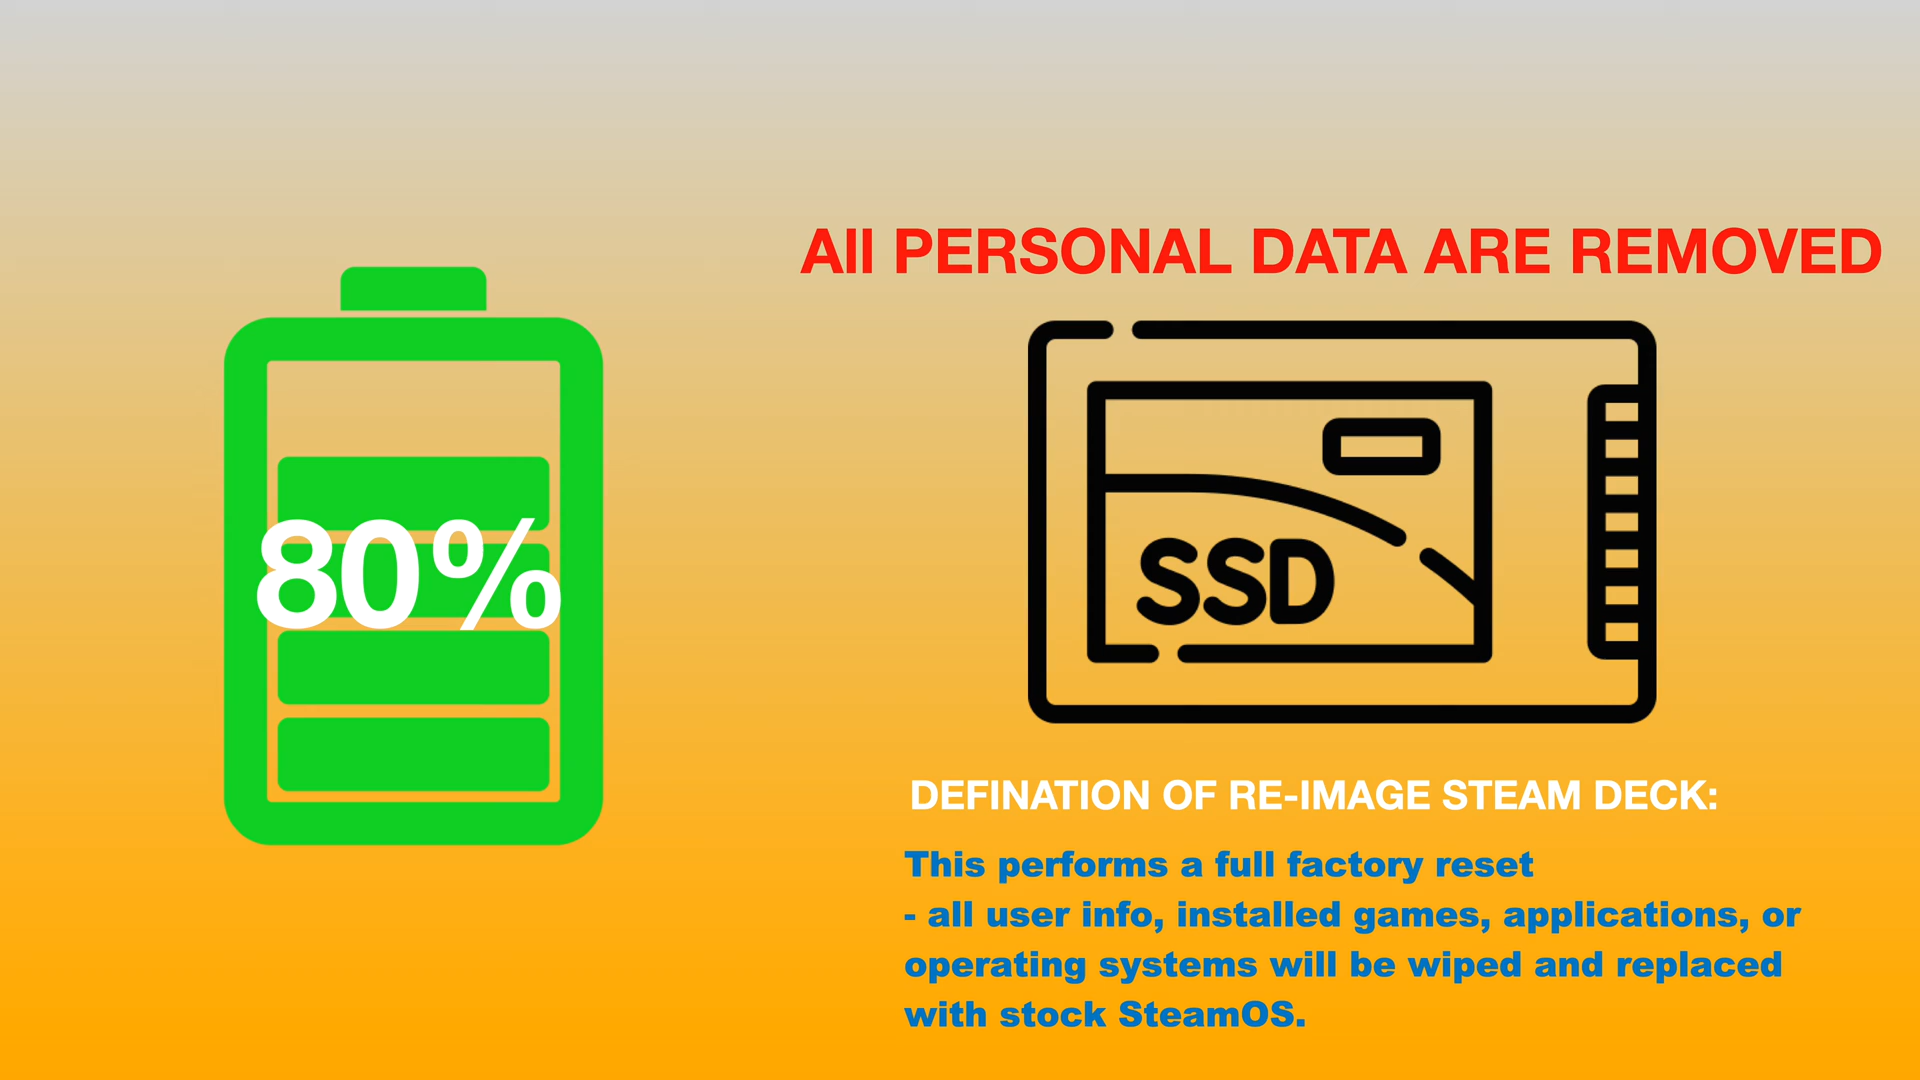 All PERSONAL DATA ARE REMOVED
80%
SSD
DEFINATION OF RE-IMAGE STEAM DECK:
This performs a full factory reset
- all user info, installed games, applications, or
operating systems will be wiped and replaced
with stock SteamOS.